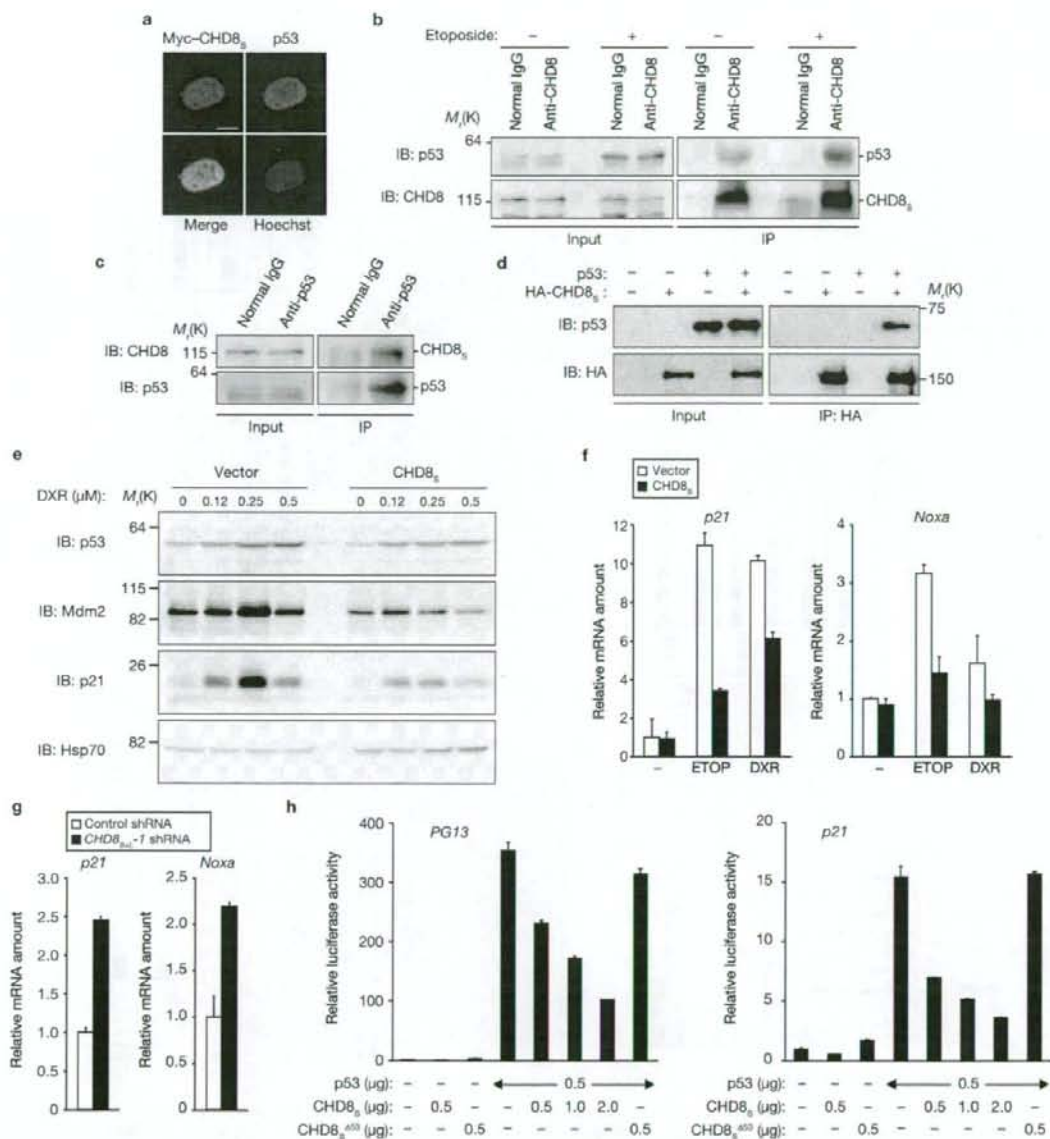 a
Myc–CHD8S p53
Merge Hoechst
b
Etoposide: – + – +
Normal IgG Anti-CHD8 Normal IgG Anti-CHD8 Normal IgG Anti-CHD8 Normal IgG Anti-CHD8
Mr(K)
64
IB: p53 p53
IB: CHD8 115 CHD8S
Input IP
c
Normal IgG Anti-p53 Normal IgG Anti-p53
Mr(K)
IB: CHD8 115 CHD8S
64
IB: p53 p53
Input IP
d
p53: – – + + – – + +
HA-CHD8S : – + – + – + – + Mr(K)
75
IB: p53
IB: HA 150
Input IP: HA
e
Vector CHD8S
DXR (μM): Mr(K) 0 0.12 0.25 0.5 0 0.12 0.25 0.5
64
IB: p53
115
IB: Mdm2
82
26
IB: p21
82
IB: Hsp70
f
Vector
CHD8S
p21
Relative mRNA amount
12
10
8
6
4
2
0
– ETOP DXR
Noxa
Relative mRNA amount
4
3
2
1
0
– ETOP DXR
g
Control shRNA
-1 shRNA
p21
Relative mRNA amount
3.0
2.5
2.0
1.5
1.0
0.5
0
Noxa
Relative mRNA amount
2.5
2.0
1.5
1.0
0.5
0
h
PG13
Relative luciferase activity
400
300
200
100
0
p53 (μg): – – – 0.5
CHD8S (μg): – 0.5 – – 0.5 1.0 2.0 –
CHD8SΔ53 (μg): – – 0.5 – – – – 0.5
p21
Relative luciferase activity
20
15
10
5
0
p53 (μg): – – – 0.5
CHD8S (μg): – 0.5 – – 0.5 1.0 2.0 –
CHD8SΔ53 (μg): – – 0.5 – – – – 0.5